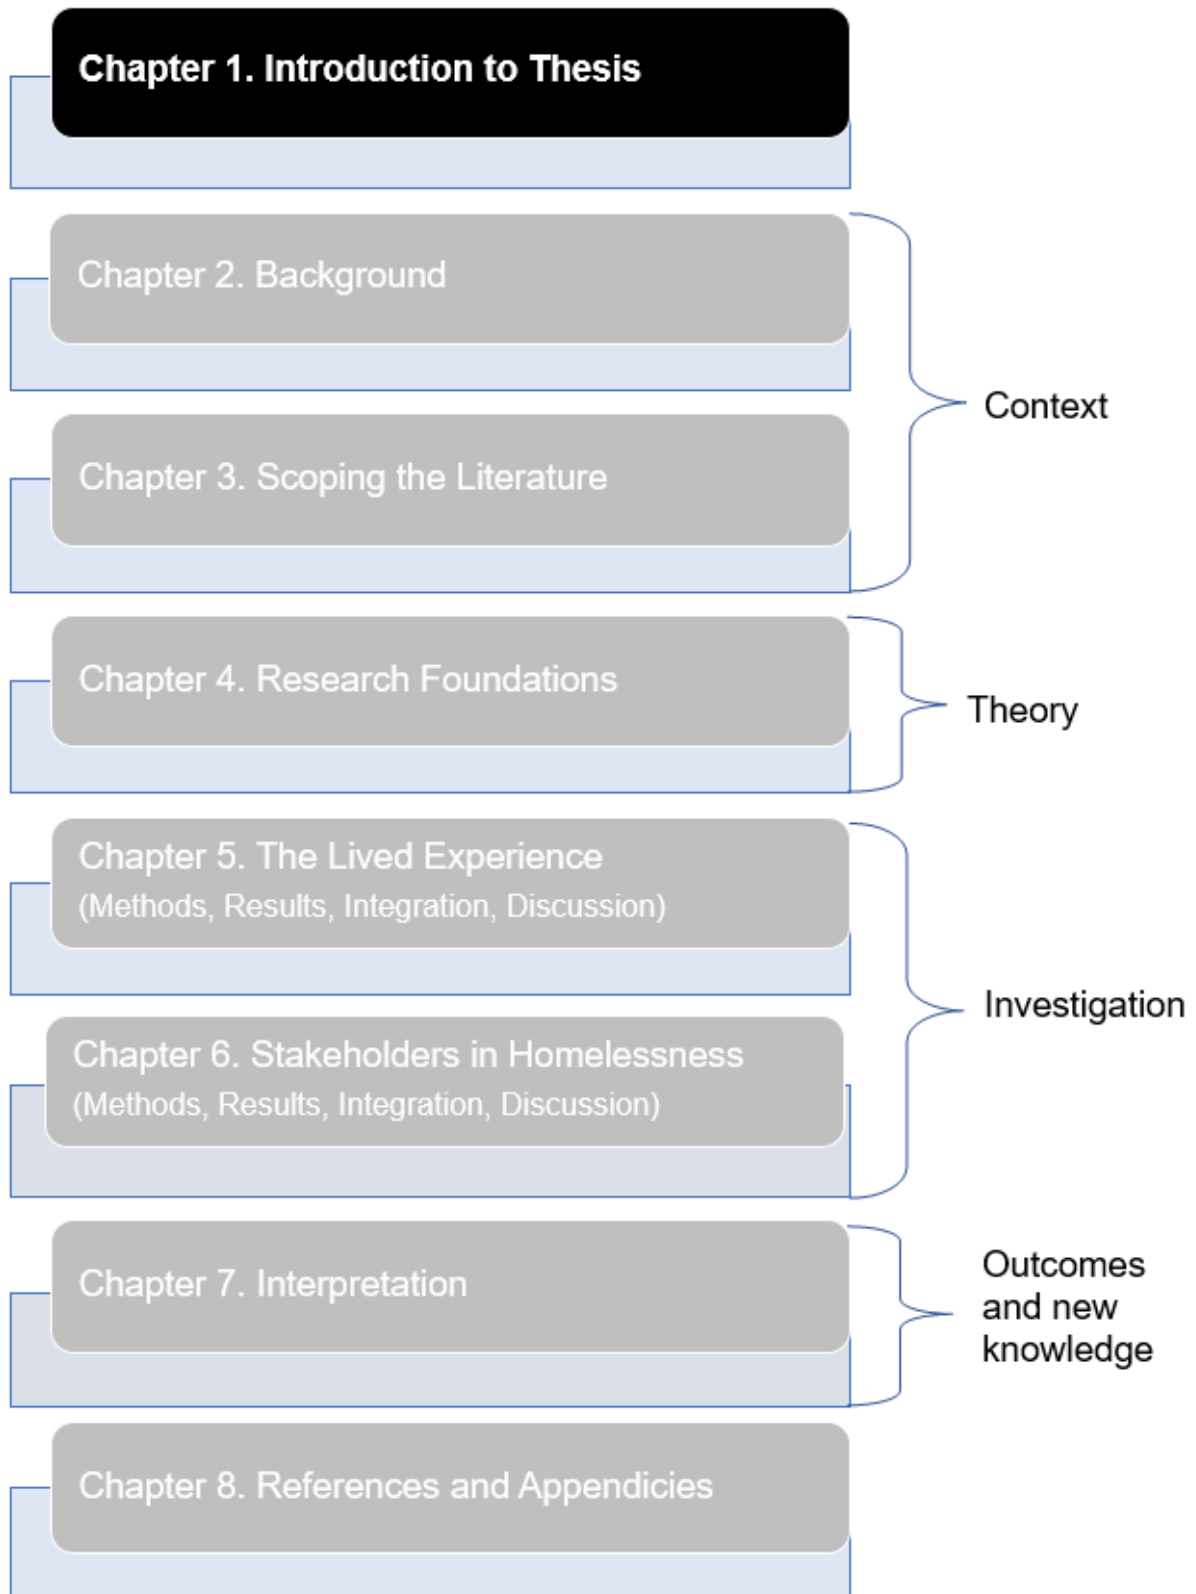 Chapter 1. Introduction to Thesis
Chapter 2. Background
Chapter 3. Scoping the Literature
Context
Chapter 4. Research Foundations
Theory
Chapter 5. The Lived Experience
(Methods, Results, Integration, Discussion)
Chapter 6. Stakeholders in Homelessness
(Methods, Results, Integration, Discussion)
Investigation
Chapter 7. Interpretation
Outcomes
and new
knowledge
Chapter 8. References and Appendicies